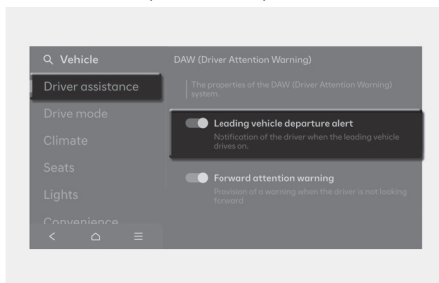 Vehicle
DAW (Driver Attention Warning)
Driver assistance
The properties of the DAW (Driver Attention Warning)
system.
Drive mode
Leading vehicle departure alert
Notification of the driver when the leading vehicle
drives on.
Climate
Seats
Forward attention warning
Provision of a warning when the driver is not looking
forward
Lights
Convenience